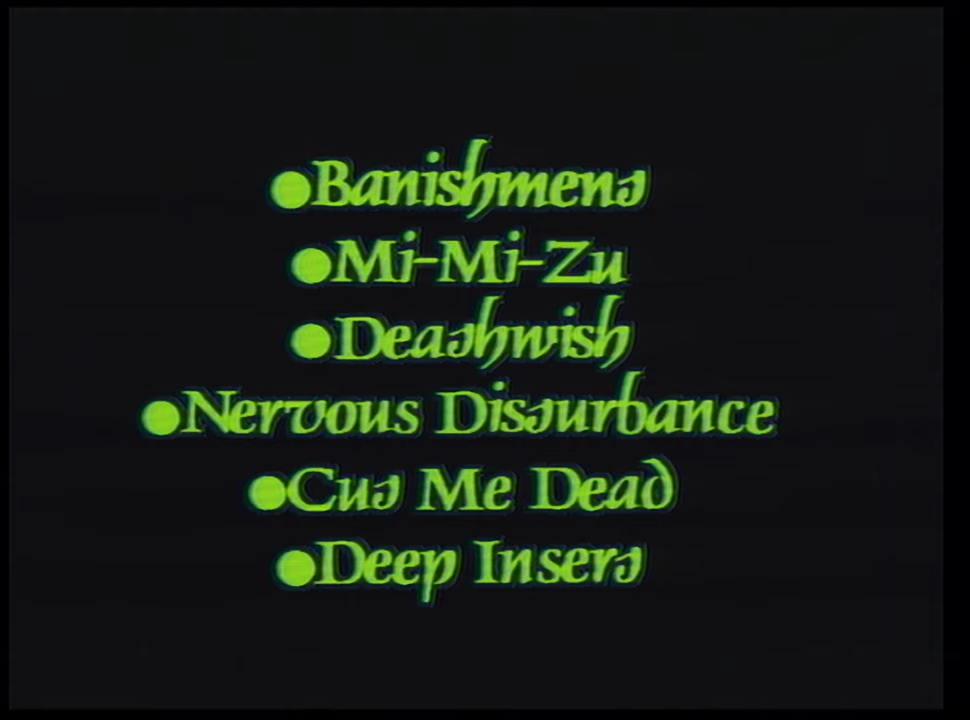 ●Banishment
●Mi-Mi-Zu
●Deathwish
●Nervous Disturbance
●Cut Me Dead
●Deep Insert